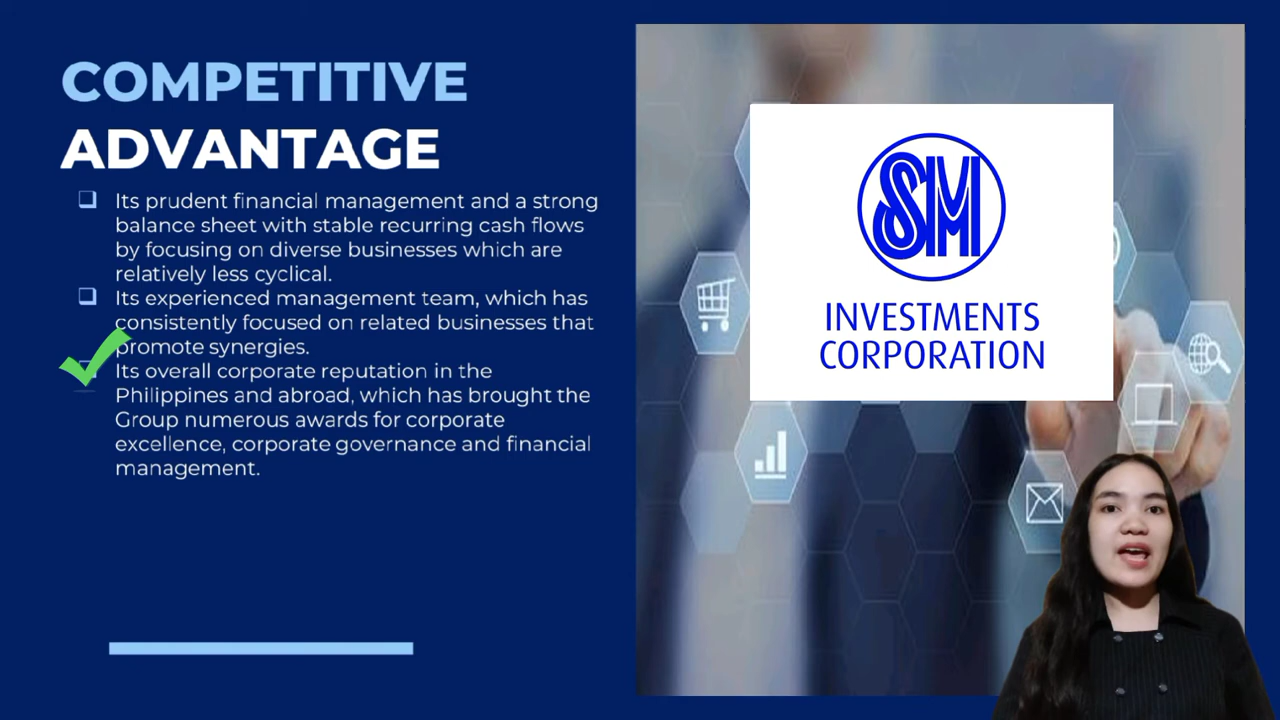 COMPETITIVE
ADVANTAGE
Its prudent financial management and a strong
balance sheet with stable recurring cash flows
by focusing on diverse businesses which are
relatively less cyclical.
Its experienced management team, which has
consistently focused on related businesses that
promote synergies.
Its overall corporate reputation in the
Philippines and abroad, which has brought the
Group numerous awards for corporate
excellence, corporate governance and financial
management.
SM
INVESTMENTS
CORPORATION